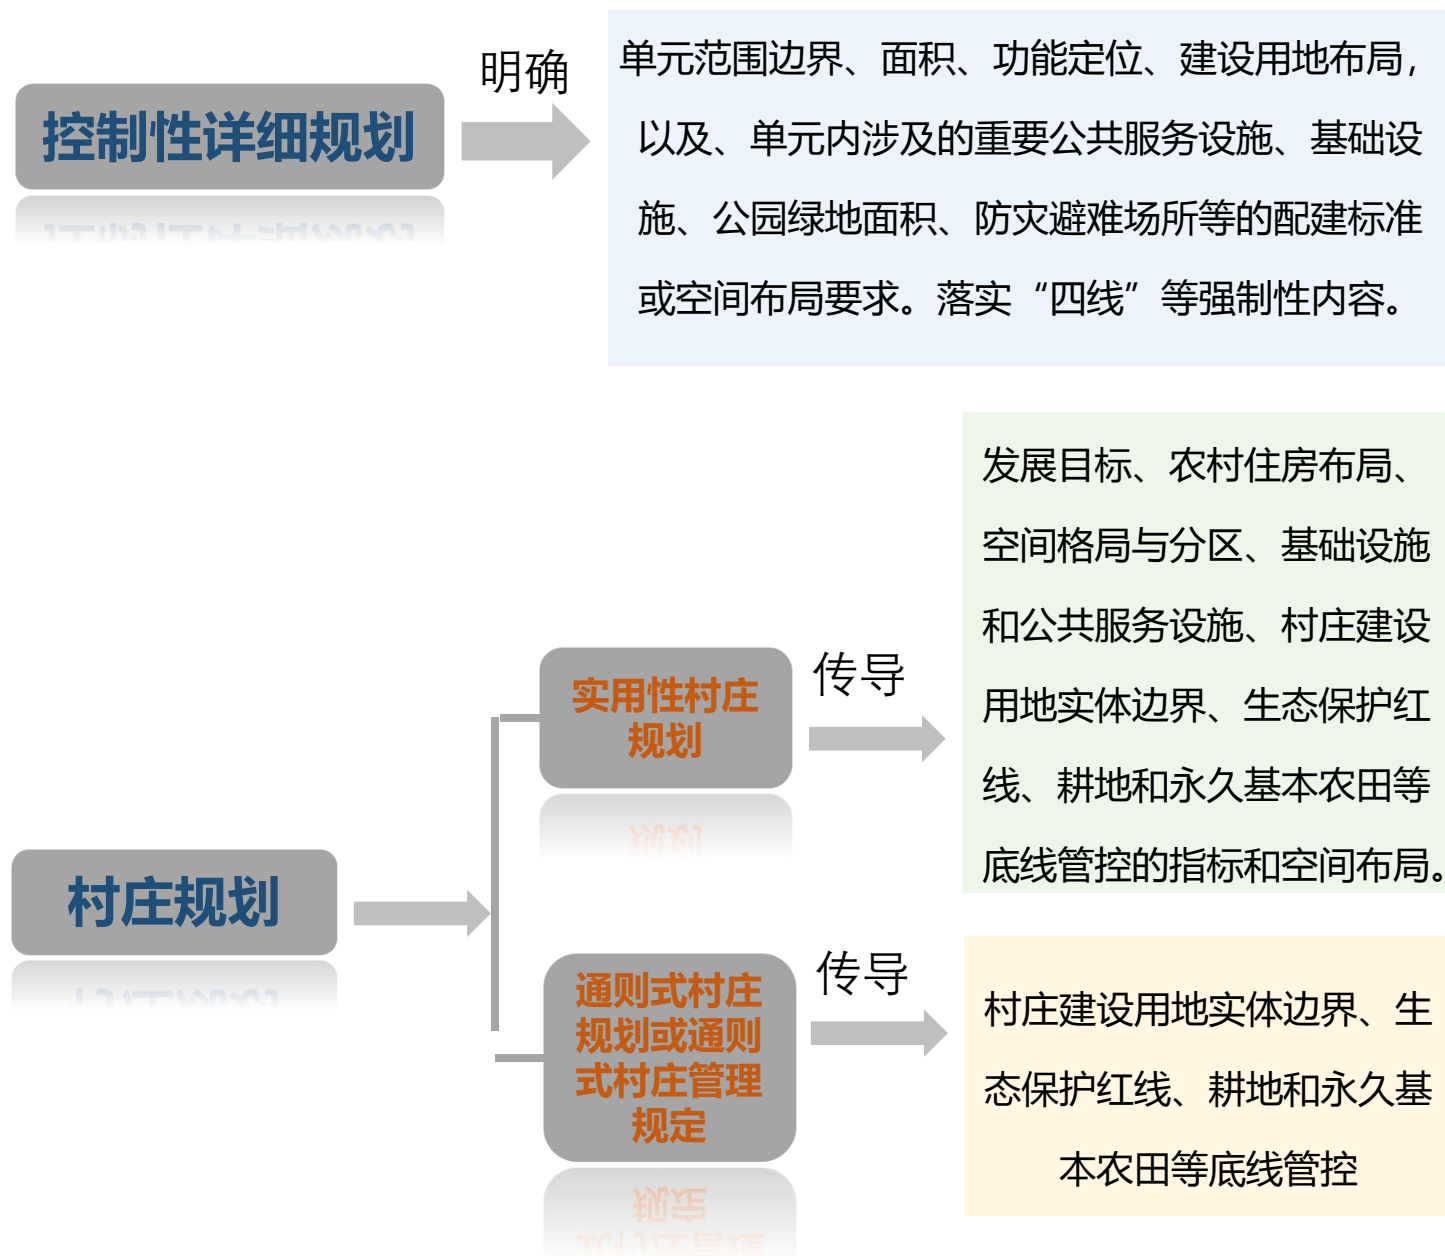 控制性详细规划
明确
单元范围边界、面积、功能定位、建设用地布局，
以及、单元内涉及的重要公共服务设施、基础设
施、公园绿地面积、防灾避难场所等的配建标准
或空间布局要求。落实“四线”等强制性内容。
村庄规划
实用性村庄
规划
传导
发展目标、农村住房布局、
空间格局与分区、基础设施
和公共服务设施、村庄建设
用地实体边界、生态保护红
线、耕地和永久基本农田等
底线管控的指标和空间布局。
通则式村庄
规划或通则
式村庄管理
规定
传导
村庄建设用地实体边界、生
态保护红线、耕地和永久基
本农田等底线管控